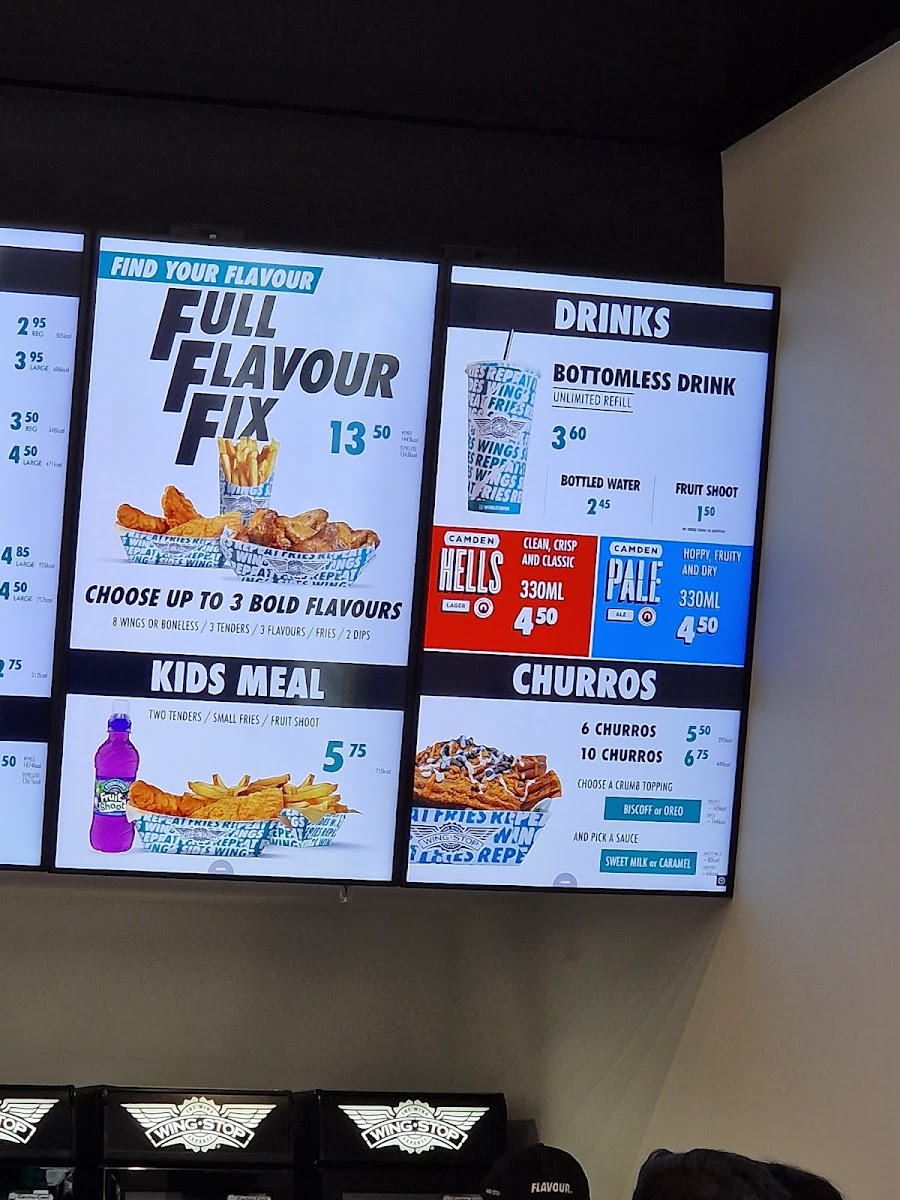 2.95
REG
3.95
LARGE
3.50
REG
4.50
LARGE
4.85
LARGE
4.50
LARGE
.75
.50
FIND YOUR FLAVOUR
FULL
FLAVOUR
FIX
13.50
CHOOSE UP TO 3 BOLD FLAVOURS
8 WINGS OR BONELESS / 3 TENDERS / 3 FLAVOURS / FRIES / 2 DIPS
KIDS MEAL
TWO TENDERS / SMALL FRIES / FRUIT SHOOT
5.75
Fruit
Shoot
DRINKS
BOTTOMLESS DRINK
UNLIMITED REFILL
3.60
BOTTLED WATER
2.45
FRUIT SHOOT
1.50
CAMDEN
HELLS
LAGER
CLEAN, CRISP
AND CLASSIC
330ML
4.50
CAMDEN
PALE
ALE
HOPPY, FRUITY
AND DRY
330ML
4.50
CHURROS
6 CHURROS 5.50
10 CHURROS 6.75
CHOOSE A CRUMB TOPPING
BISCOFF or OREO
AND PICK A SAUCE
SWEET MILK or CARAMEL
WING·STOP
WING·STOP
WING·STOP
FLAVOUR.